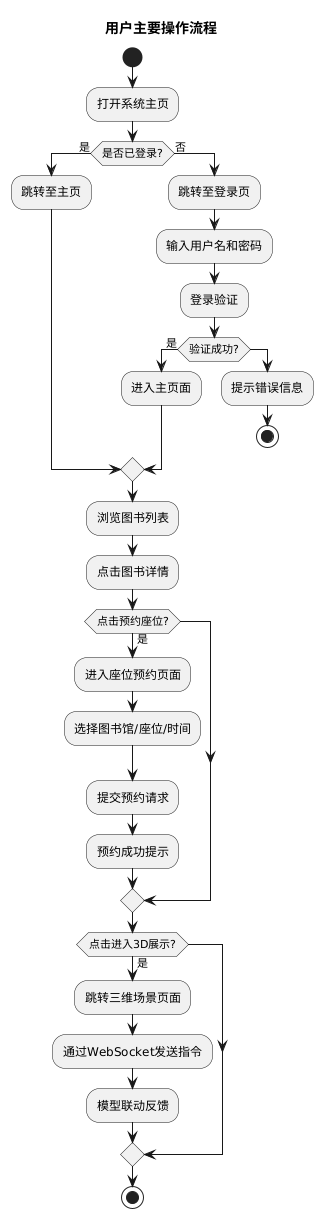 用户主要操作流程
打开系统主页
是否已登录?
是
否
跳转至主页
跳转至登录页
输入用户名和密码
登录验证
验证成功?
是
进入主页面
提示错误信息
浏览图书列表
点击图书详情
点击预约座位?
是
进入座位预约页面
选择图书馆/座位/时间
提交预约请求
预约成功提示
点击进入3D展示?
是
跳转三维场景页面
通过WebSocket发送指令
模型联动反馈